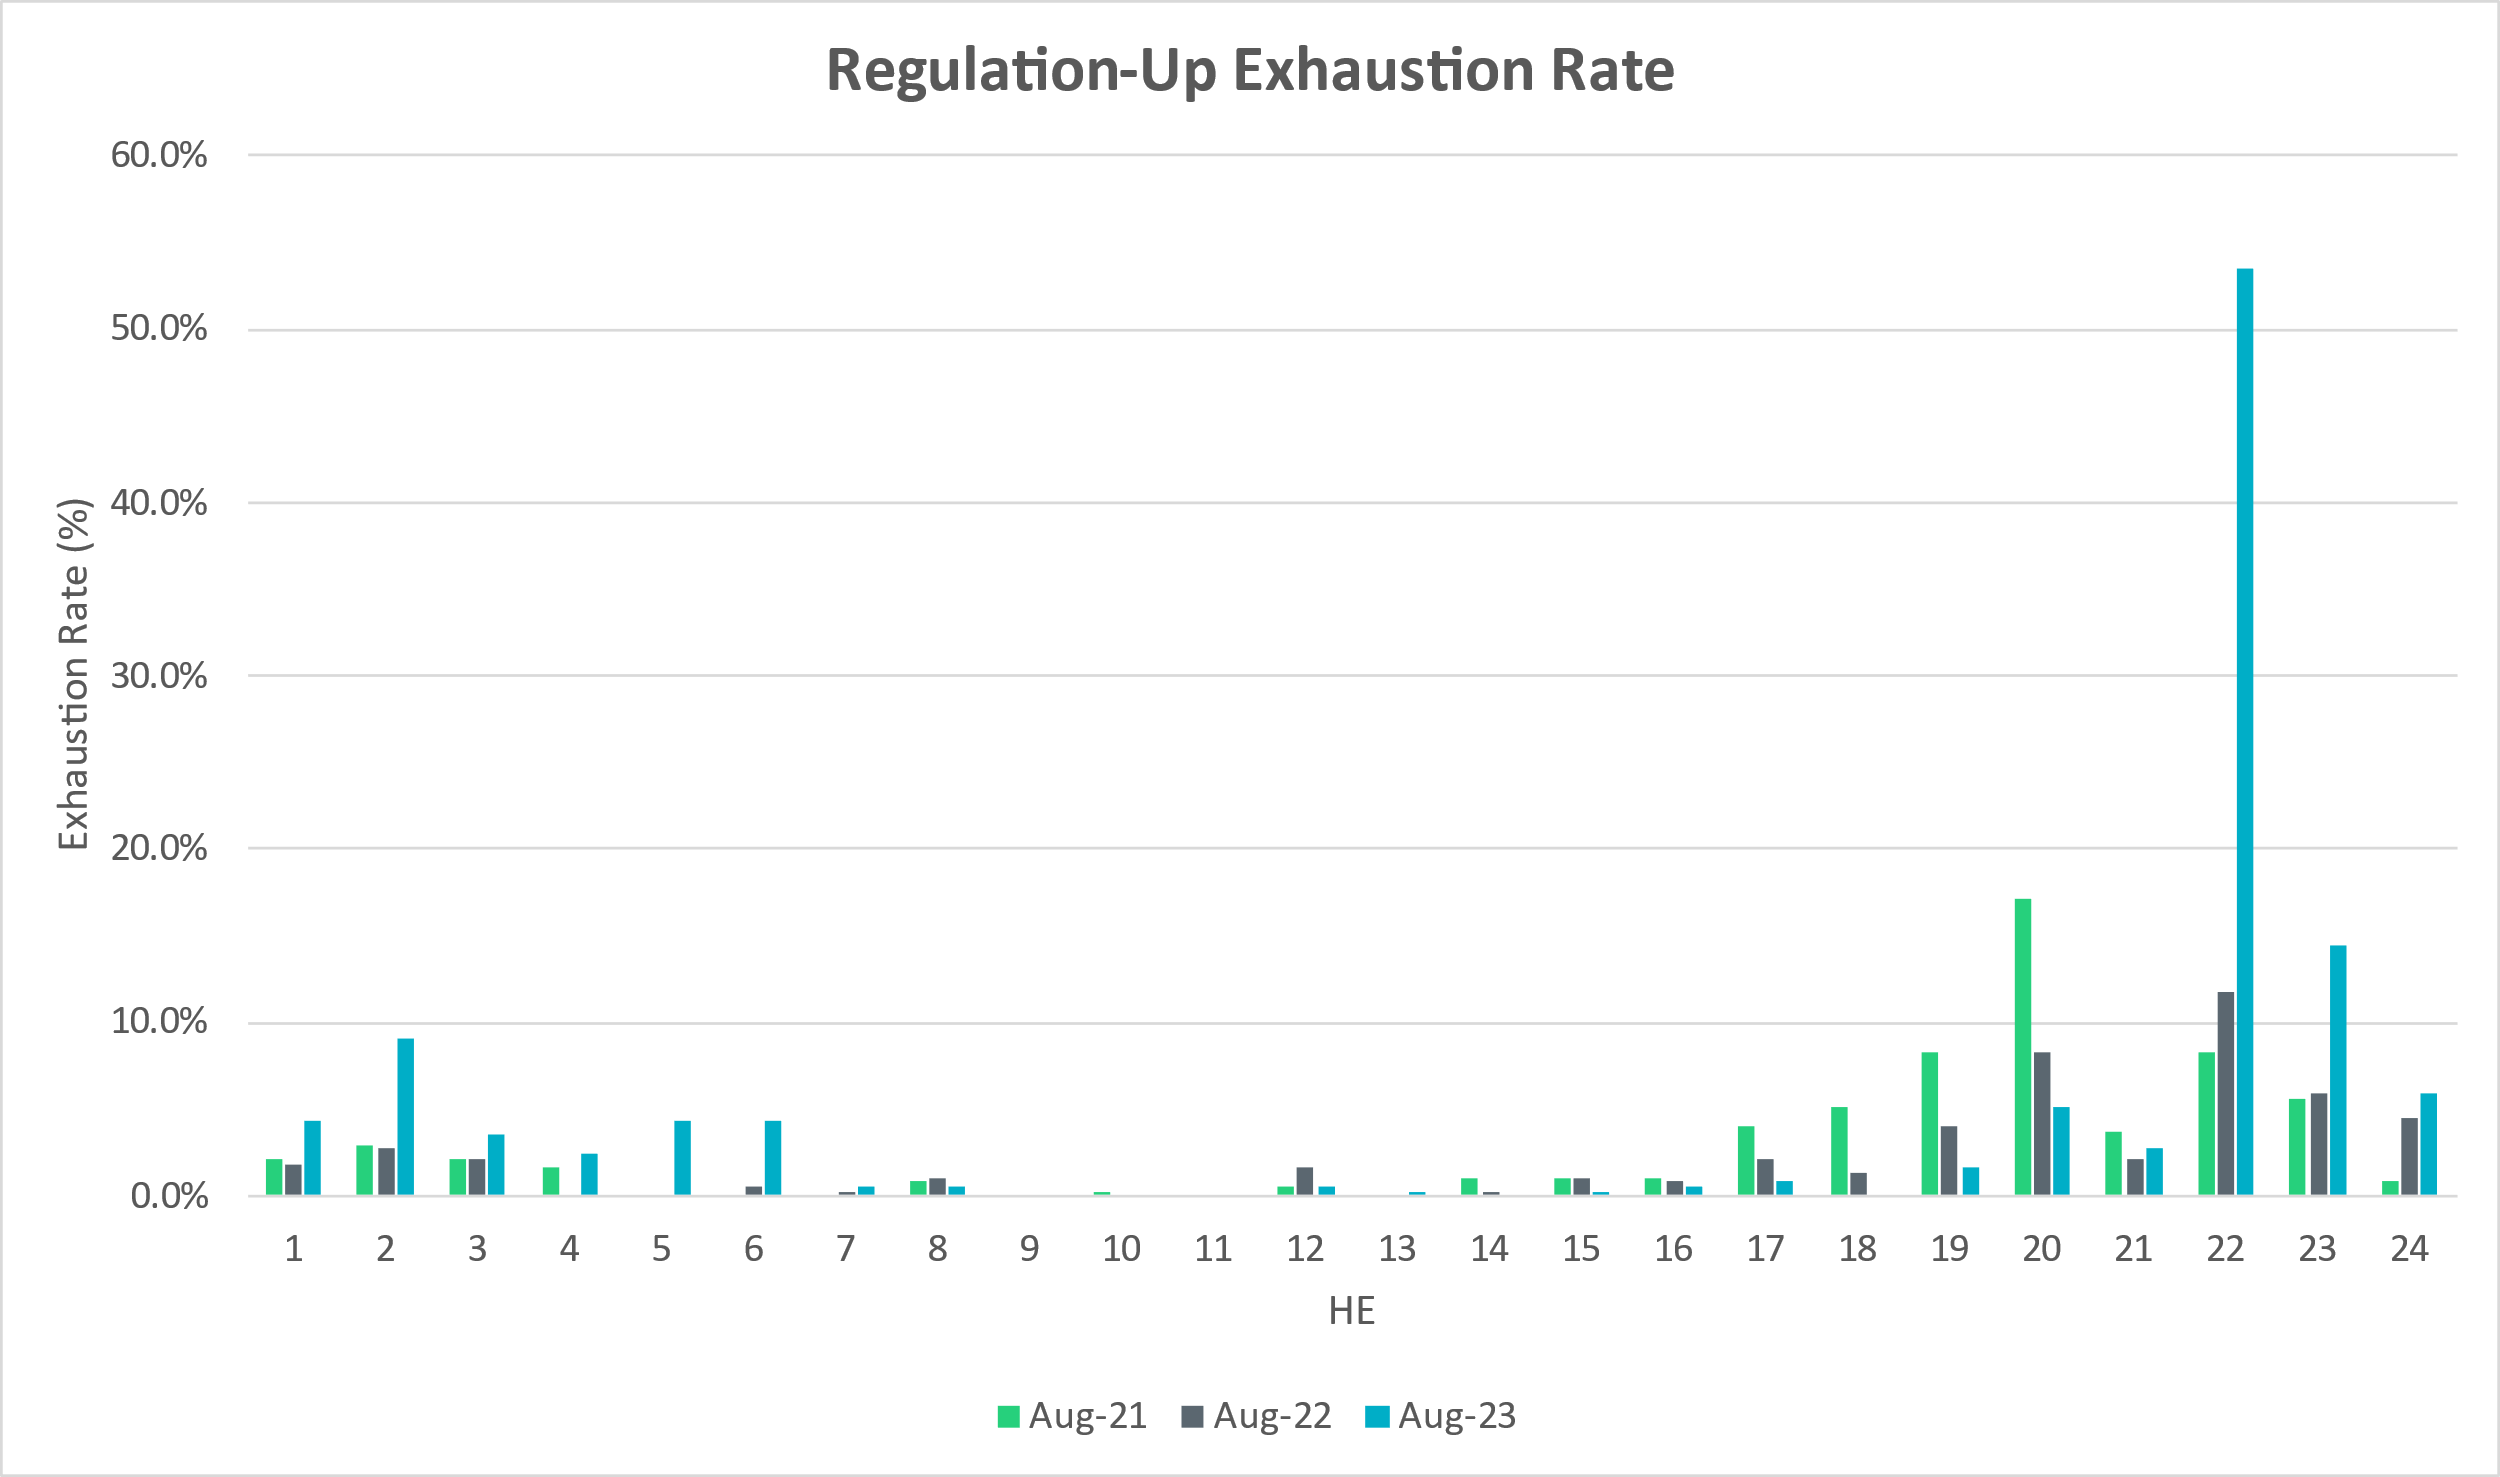 Regulation-Up Exhaustion Rate
60.0%
50.0%
40.0%
30.0%
20.0%
10.0%
0.0%
Exhaustion Rate (%)
1 2 3 4 5 6 7 8 9 10 11 12 13 14 15 16 17 18 19 20 21 22 23 24
HE
Aug-21 Aug-22 Aug-23